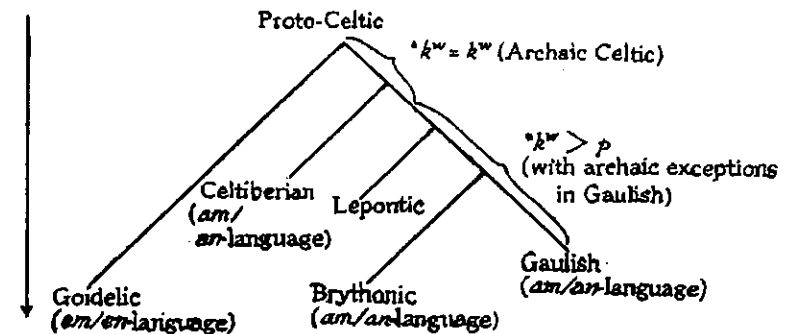 Proto-Celtic
*kʷ = kʷ (Archaic Celtic)
*kʷ > p
(with archaic exceptions
in Gaulish)
Celtiberian
(am/
an-language)
Lepontic
Gaulish
(am/an-language)
Goidelic
(em/en-language)
Brythonic
(am/an-language)